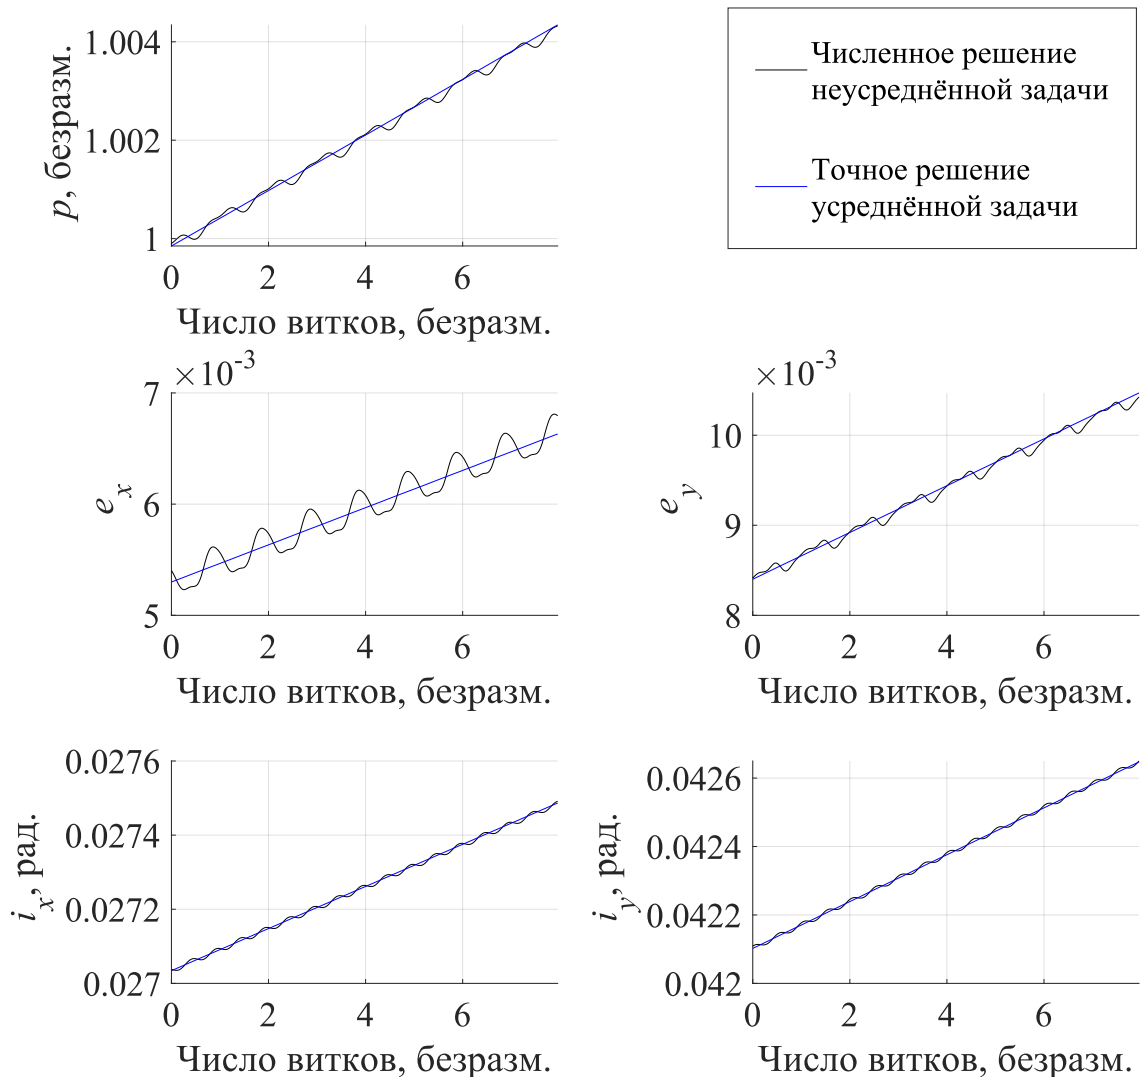 1.004
1.002
1
p, безразм.
0 2 4 6
Число витков, безразм.
Численное решение
неусреднённой задачи
Точное решение
усреднённой задачи
×10⁻³
7
6
5
eₓ
0 2 4 6
Число витков, безразм.
×10⁻³
10
9
8
e_y
0 2 4 6
Число витков, безразм.
0.0276
0.0274
0.0272
0.027
iₓ, рад.
0 2 4 6
Число витков, безразм.
0.0426
0.0424
0.0422
0.042
i_y, рад.
0 2 4 6
Число витков, безразм.